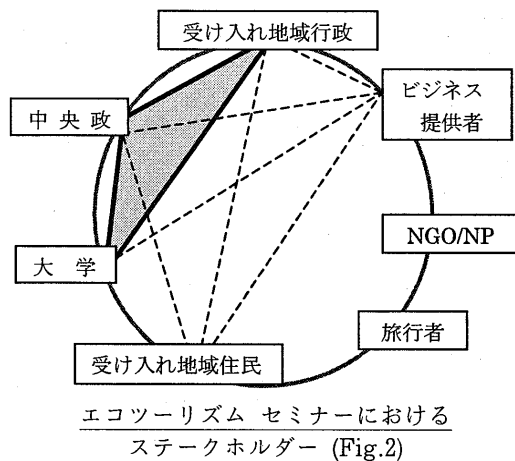 受け入れ地域行政
ビジネス
提供者
中央政
NGO/NP
大 学
旅行者
受け入れ地域住民
エコツーリズム セミナーにおける
ステークホルダー (Fig.2)